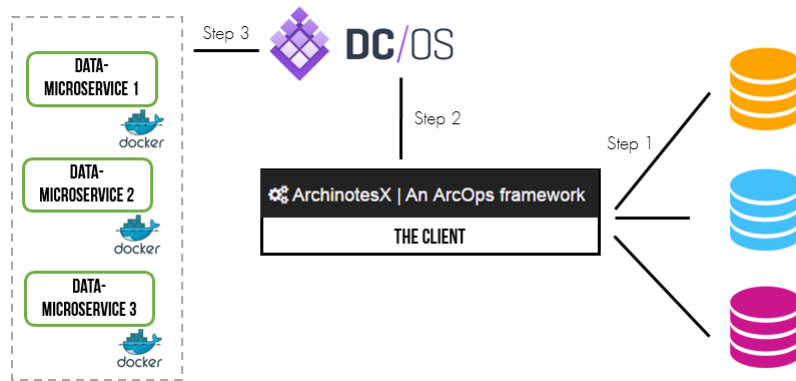 Step 3
DC/OS
DATA-
MICROSERVICE 1
docker
Step 2
Step 1
DATA-
MICROSERVICE 2
docker
ArchinotesX | An ArcOps framework
THE CLIENT
DATA-
MICROSERVICE 3
docker